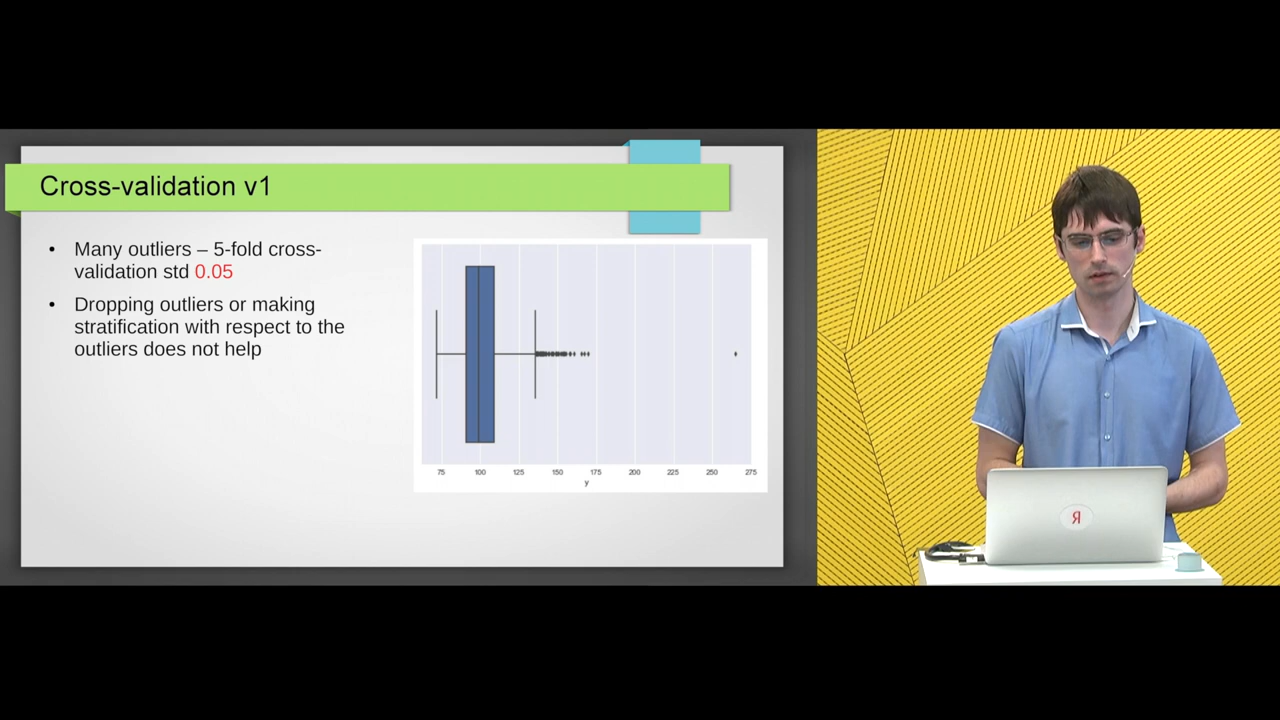 Cross-validation v1
• Many outliers – 5-fold cross-
validation std 0.05
• Dropping outliers or making
stratification with respect to the
outliers does not help
75 100 125 150 175 200 225 250 275
y
Я